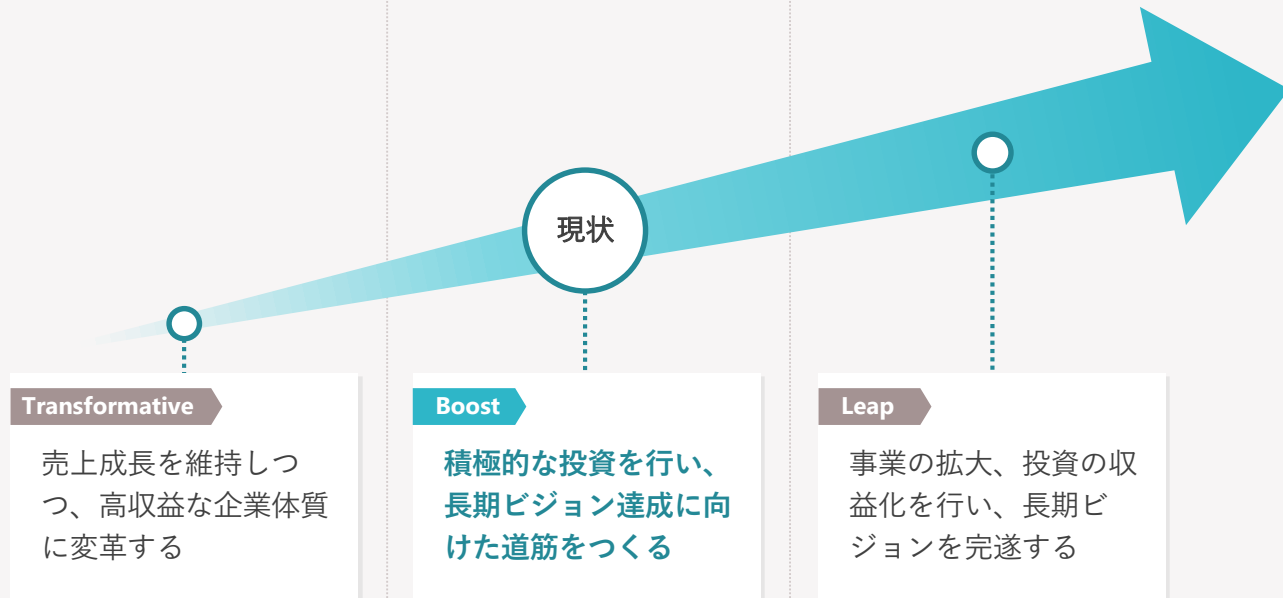 現状
Transformative
売上成長を維持しつ
つ、高収益な企業体質
に変革する
Boost
積極的な投資を行い、
長期ビジョン達成に向
けた道筋をつくる
Leap
事業の拡大、投資の収
益化を行い、長期ビ
ジョンを完遂する